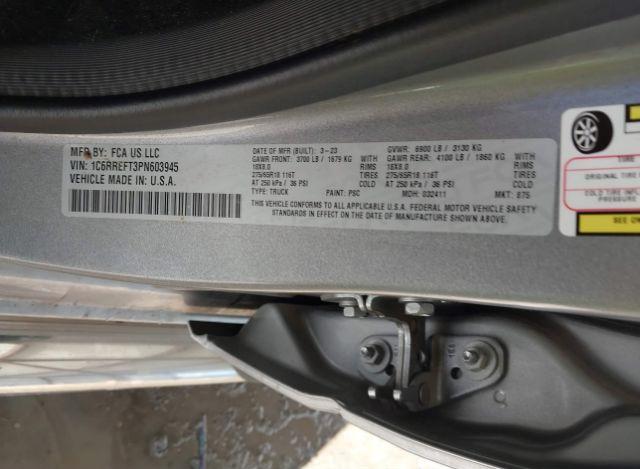 MFD BY: FCA US LLC
VIN: 1C6RREFT3PN603945
VEHICLE MADE IN: U.S.A.
DATE OF MFR (BUILT): 3-23 GVWR: 6900 LB / 3130 KG
GAWR FRONT: 3700 LB / 1679 KG WITH GAWR REAR: 4100 LB / 1860 KG WITH
18X8.0 RIMS 18X8.0 RIMS
275/65R18 116T TIRES 275/65R18 116T TIRES
AT 250 kPa / 36 PSI COLD AT 250 kPa / 36 PSI COLD
TYPE: TRUCK PAINT: PSC MDH: 032411 MKT: 875
THIS VEHICLE CONFORMS TO ALL APPLICABLE U.S.A. FEDERAL MOTOR VEHICLE SAFETY
STANDARDS IN EFFECT ON THE DATE OF MANUFACTURE SHOWN ABOVE.
TIRE
ORIGINAL TIRE
COLD TIRE INF
PRESSURE
SEE OWN